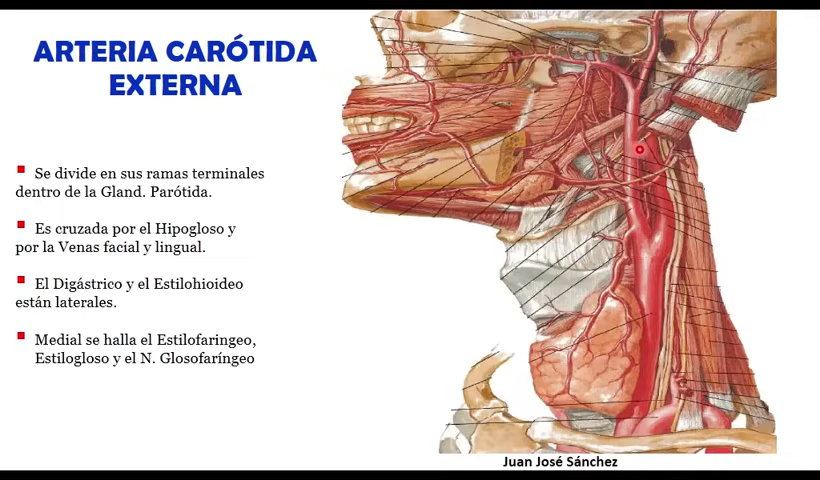 ARTERIA CARÓTIDA
EXTERNA
Se divide en sus ramas terminales
dentro de la Gland. Parótida.
Es cruzada por el Hipogloso y
por la Venas facial y lingual.
El Digástrico y el Estilohioideo
están laterales.
Medial se halla el Estilofaringeo,
Estilogloso y el N. Glosofaríngeo
Juan José Sánchez